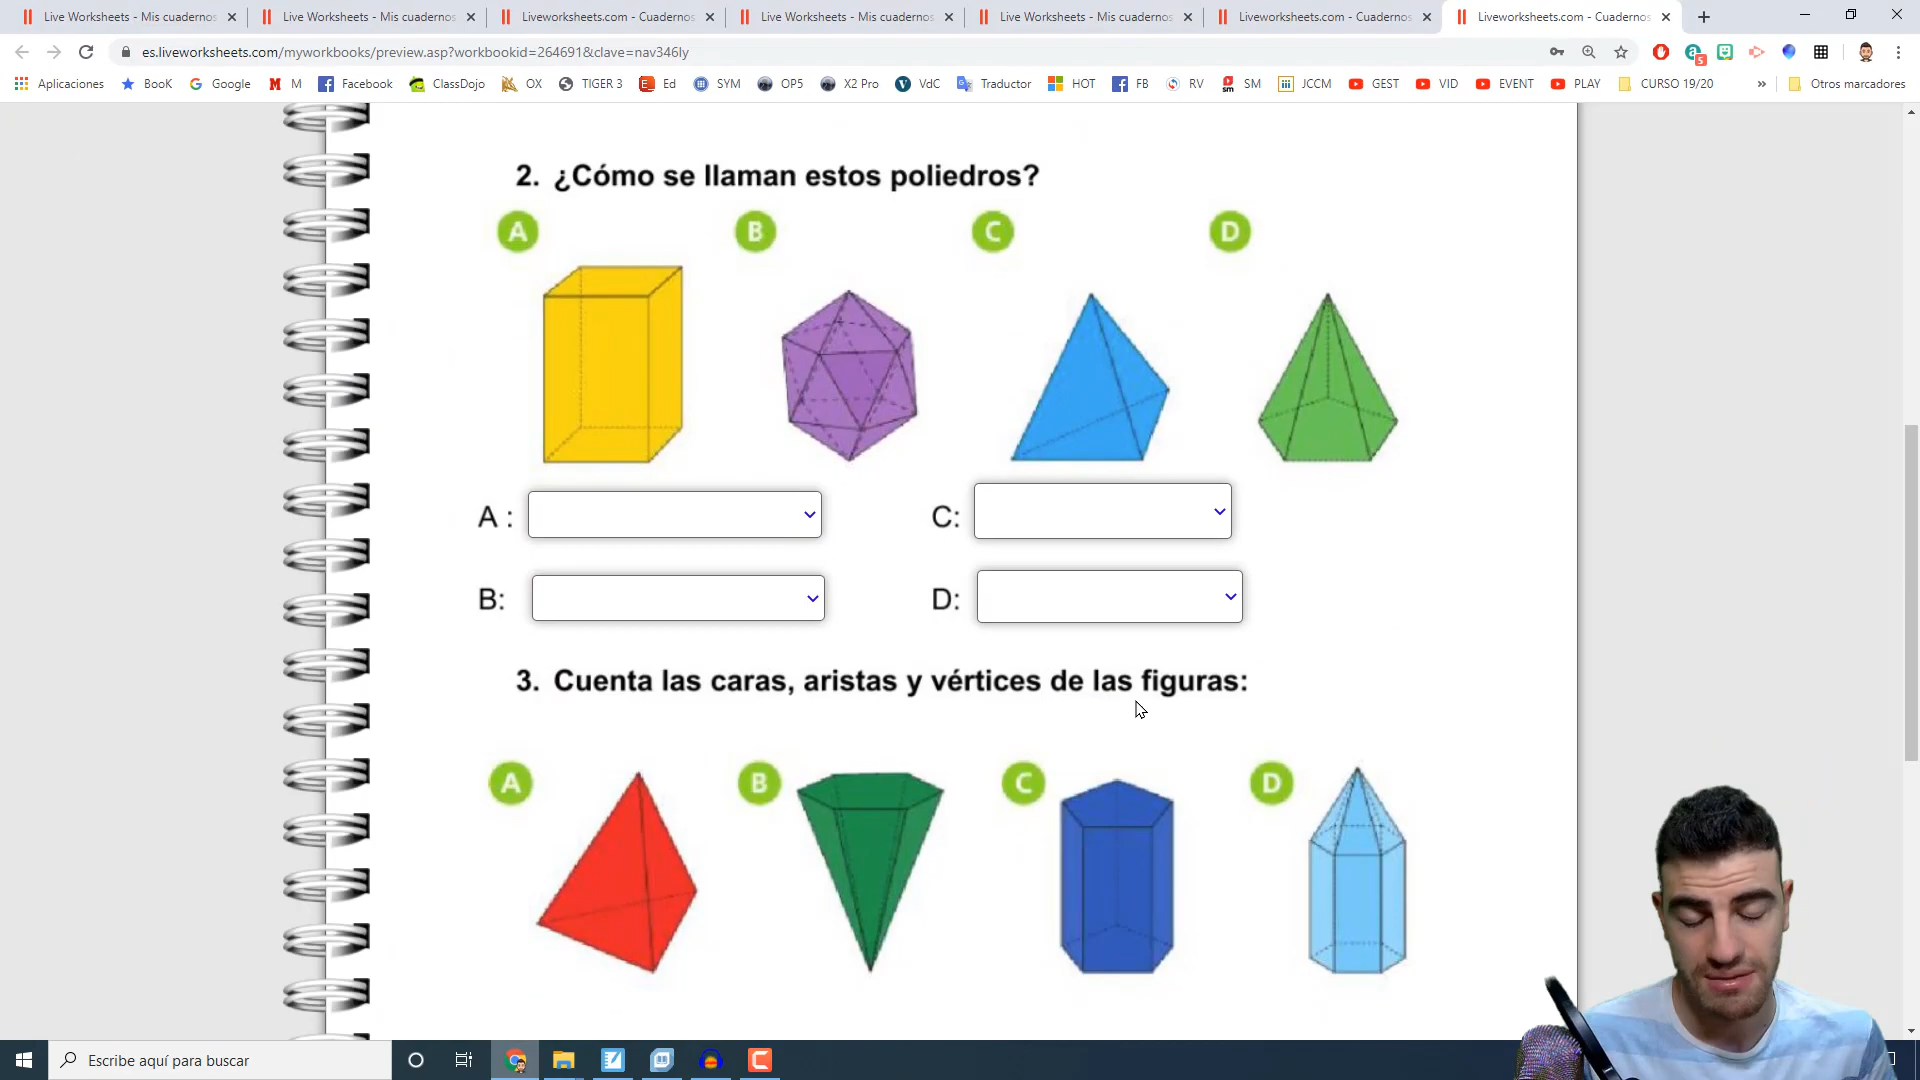 Live Worksheets - Mis cuadernos
Live Worksheets - Mis cuadernos
Liveworksheets.com - Cuadernos
Live Worksheets - Mis cuadernos
Live Worksheets - Mis cuadernos
Liveworksheets.com - Cuadernos
Liveworksheets.com - Cuadernos
es.liveworksheets.com/myworkbooks/preview.asp?workbookid=264691&clave=nav346ly
5
Aplicaciones BooK Google M Facebook ClassDojo OX TIGER 3 Ed SYM OP5 X2 Pro VdC Traductor HOT FB RV SM JCCM GEST VID EVENT PLAY CURSO 19/20 » Otros marcadores
2. ¿Cómo se llaman estos poliedros?
A B C D
A : C:
B: D:
3. Cuenta las caras, aristas y vértices de las figuras:
A B C D
Escribe aquí para buscar